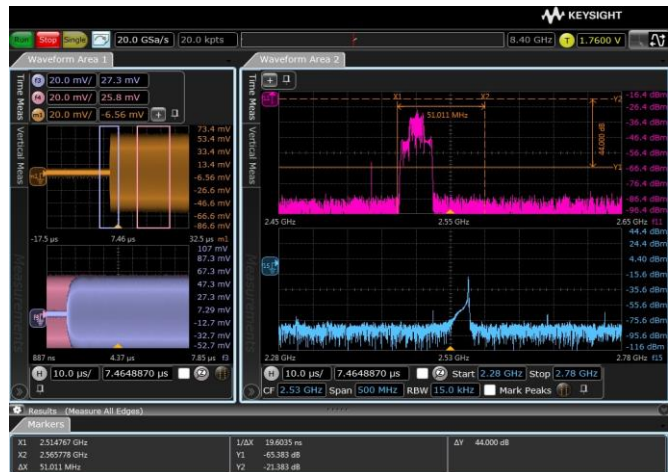 KEYSIGHT
Run Stop Single 20.0 GSa/s 20.0 kpts 8.40 GHz T 1.7600 V
Waveform Area 1
Waveform Area 2
Time Meas
Vertical Meas
Measurements
f3 20.0 mV/ 27.3 mV
f4 20.0 mV/ 25.8 mV
m1 20.0 mV/ -6.56 mV
73.4 mV
53.4 mV
33.4 mV
13.4 mV
-6.56 mV
-26.6 mV
-46.6 mV
-66.6 mV
-86.6 mV
-17.5 µs 7.46 µs 32.5 µs m1
107 mV
87.3 mV
67.3 mV
47.3 mV
27.3 mV
7.29 mV
-12.7 mV
-32.7 mV
-52.7 mV
887 ns 4.37 µs 7.85 µs f3
H 10.0 µs/ 7.4648870 µs
Time Meas
Vertical Meas
Measurements
X1 X2
51.011 MHz
Y2
44.000 dB
Y1
-16.4 dBm
-26.4 dBm
-36.4 dBm
-46.4 dBm
-56.4 dBm
-66.4 dBm
-76.4 dBm
-86.4 dBm
-96.4 dBm
2.45 GHz 2.55 GHz 2.65 GHz f11
44.4 dBm
24.4 dBm
4.40 dBm
-15.6 dBm
-35.6 dBm
-55.6 dBm
-75.6 dBm
-95.6 dBm
-116 dBm
2.28 GHz 2.53 GHz 2.78 GHz f15
H 10.0 µs/ 7.4648870 µs Start 2.28 GHz Stop 2.78 GHz
CF 2.53 GHz Span 500 MHz RBW 15.0 kHz Mark Peaks
Results (Measure All Edges)
Markers
X1 2.514767 GHz 1/ΔX 19.6035 ns ΔY 44.000 dB
X2 2.565778 GHz Y1 -65.383 dB
ΔX 51.011 MHz Y2 -21.383 dB